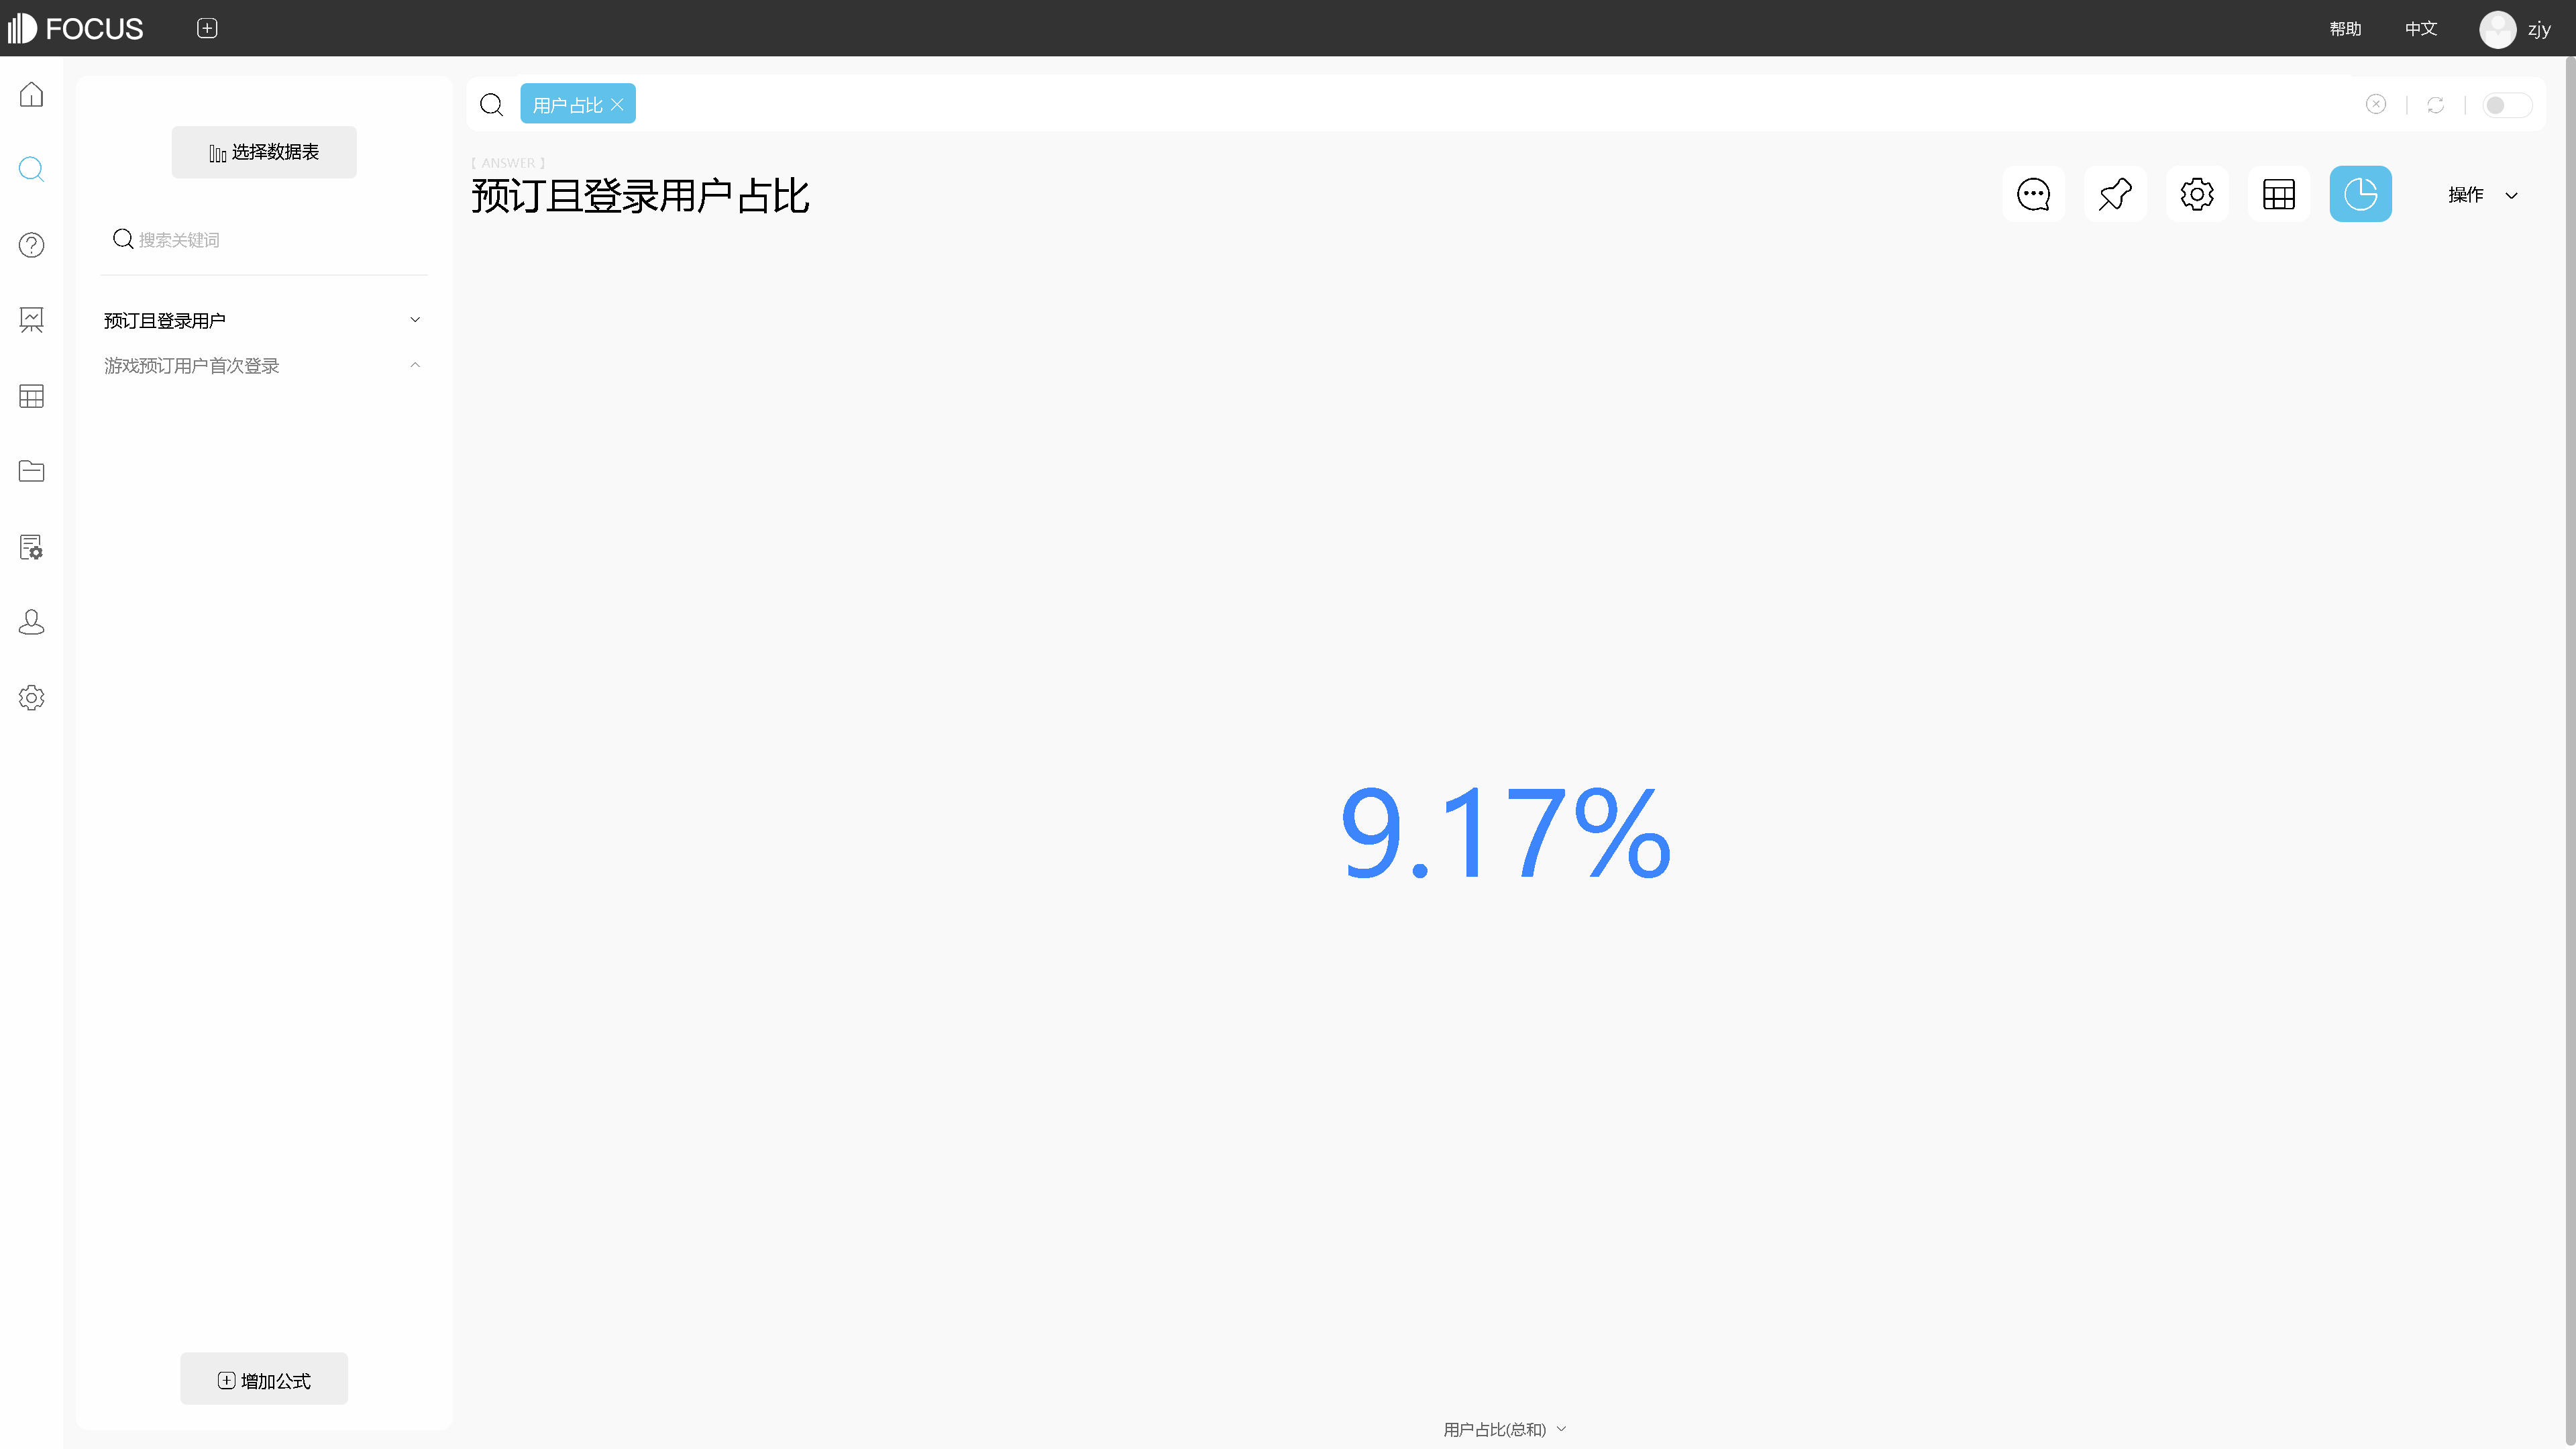 FOCUS
帮助
中文
zjy
选择数据表
搜索关键词
预订且登录用户
游戏预订用户首次登录
增加公式
用户占比
【 ANSWER 】
预订且登录用户占比
操作
9.17%
用户占比(总和)